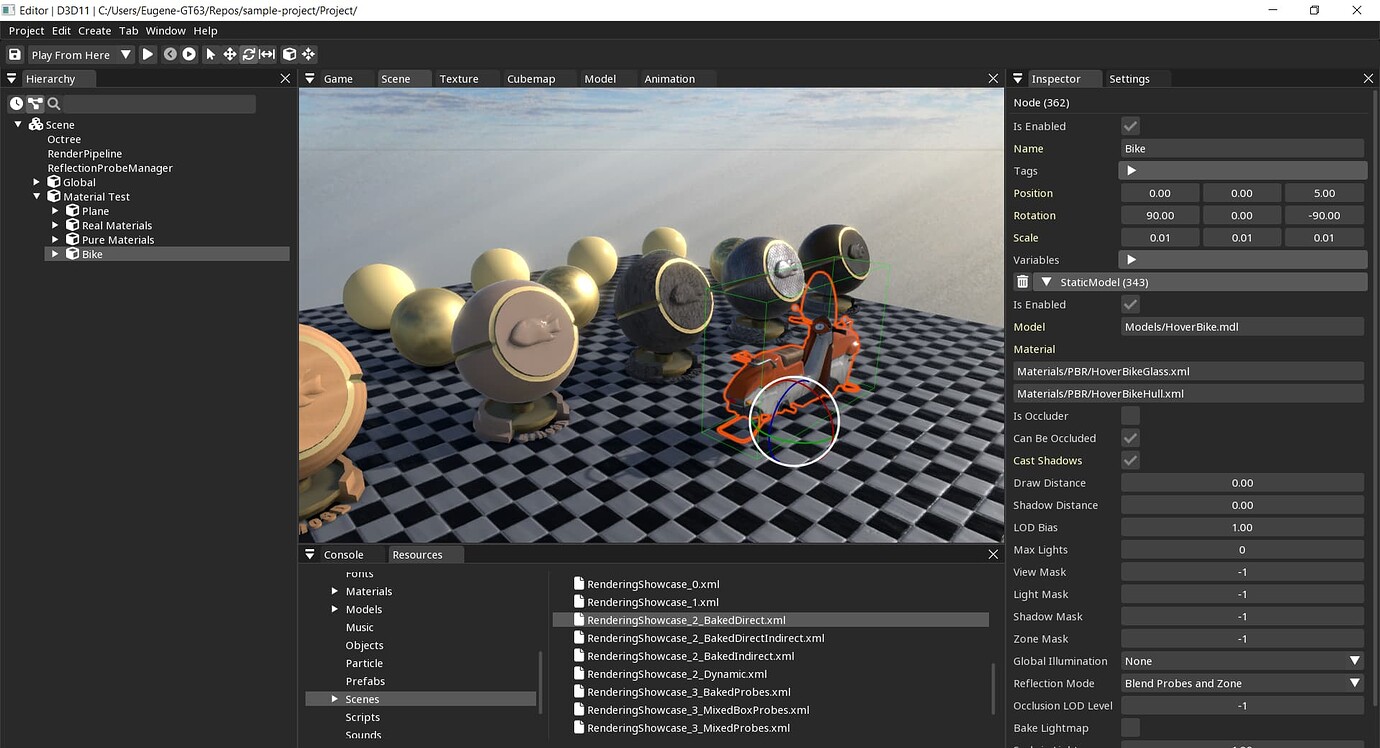 Editor | D3D11 | C:/Users/Eugene-GT63/Repos/sample-project/Project/
Project Edit Create Tab Window Help
Play From Here
Hierarchy
Scene
Octree
RenderPipeline
ReflectionProbeManager
Global
Material Test
Plane
Real Materials
Pure Materials
Bike
Game Scene Texture Cubemap Model Animation
Console Resources
Fonts
Materials
Models
Music
Objects
Particle
Prefabs
Scenes
Scripts
Sounds
RenderingShowcase_0.xml
RenderingShowcase_1.xml
RenderingShowcase_2_BakedDirect.xml
RenderingShowcase_2_BakedDirectIndirect.xml
RenderingShowcase_2_BakedIndirect.xml
RenderingShowcase_2_Dynamic.xml
RenderingShowcase_3_BakedProbes.xml
RenderingShowcase_3_MixedBoxProbes.xml
RenderingShowcase_3_MixedProbes.xml
Inspector Settings
Node (362)
Is Enabled
Name Bike
Tags
Position 0.00 0.00 5.00
Rotation 90.00 0.00 -90.00
Scale 0.01 0.01 0.01
Variables
StaticModel (343)
Is Enabled
Model Models/HoverBike.mdl
Material
Materials/PBR/HoverBikeGlass.xml
Materials/PBR/HoverBikeHull.xml
Is Occluder
Can Be Occluded
Cast Shadows
Draw Distance 0.00
Shadow Distance 0.00
LOD Bias 1.00
Max Lights 0
View Mask -1
Light Mask -1
Shadow Mask -1
Zone Mask -1
Global Illumination None
Reflection Mode Blend Probes and Zone
Occlusion LOD Level -1
Bake Lightmap